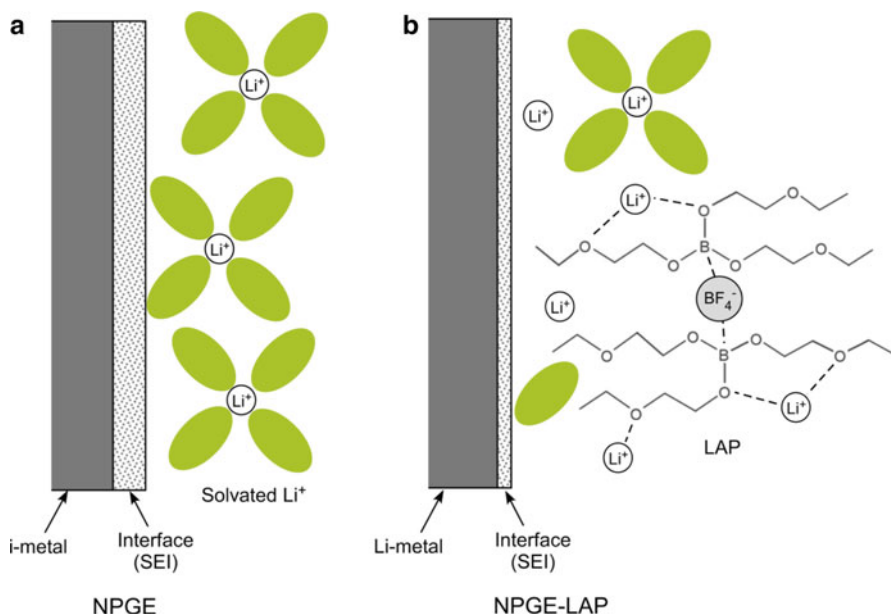 a
Li⁺
Li⁺
Li⁺
Solvated Li⁺
i-metal
Interface
(SEI)
NPGE
b
Li⁺
Li⁺
Li⁺
O
O
O
B
O
O
O
BF₄⁻
Li⁺
O
O
B
O
O
O
O
Li⁺
Li⁺
LAP
Li-metal
Interface
(SEI)
NPGE-LAP